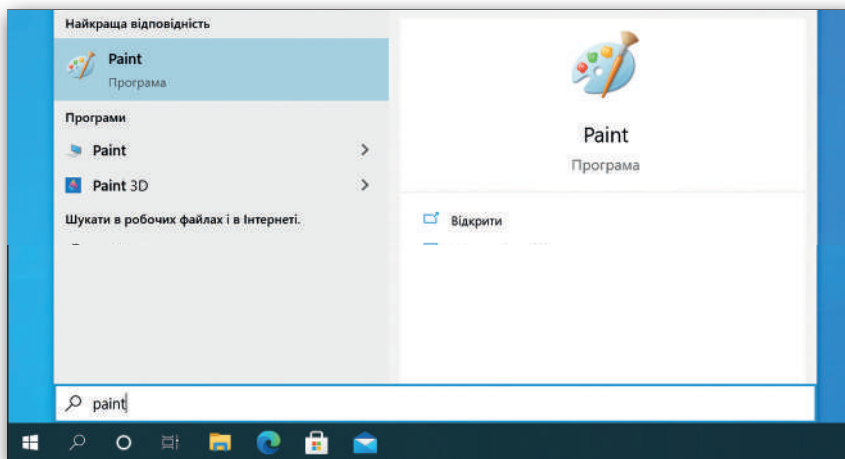 Найкраща відповідність
Paint
Програма
Програми
Paint
Paint 3D
Шукати в робочих файлах і в Інтернеті.
Paint
Програма
Відкрити
paint